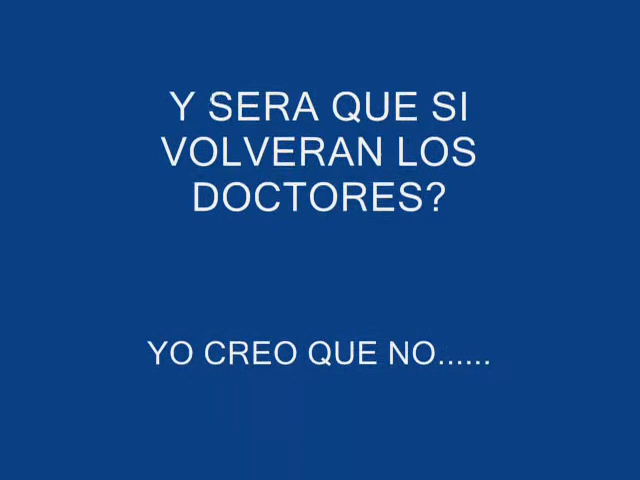 Y SERA QUE SI
VOLVERAN LOS
DOCTORES?
YO CREO QUE NO......